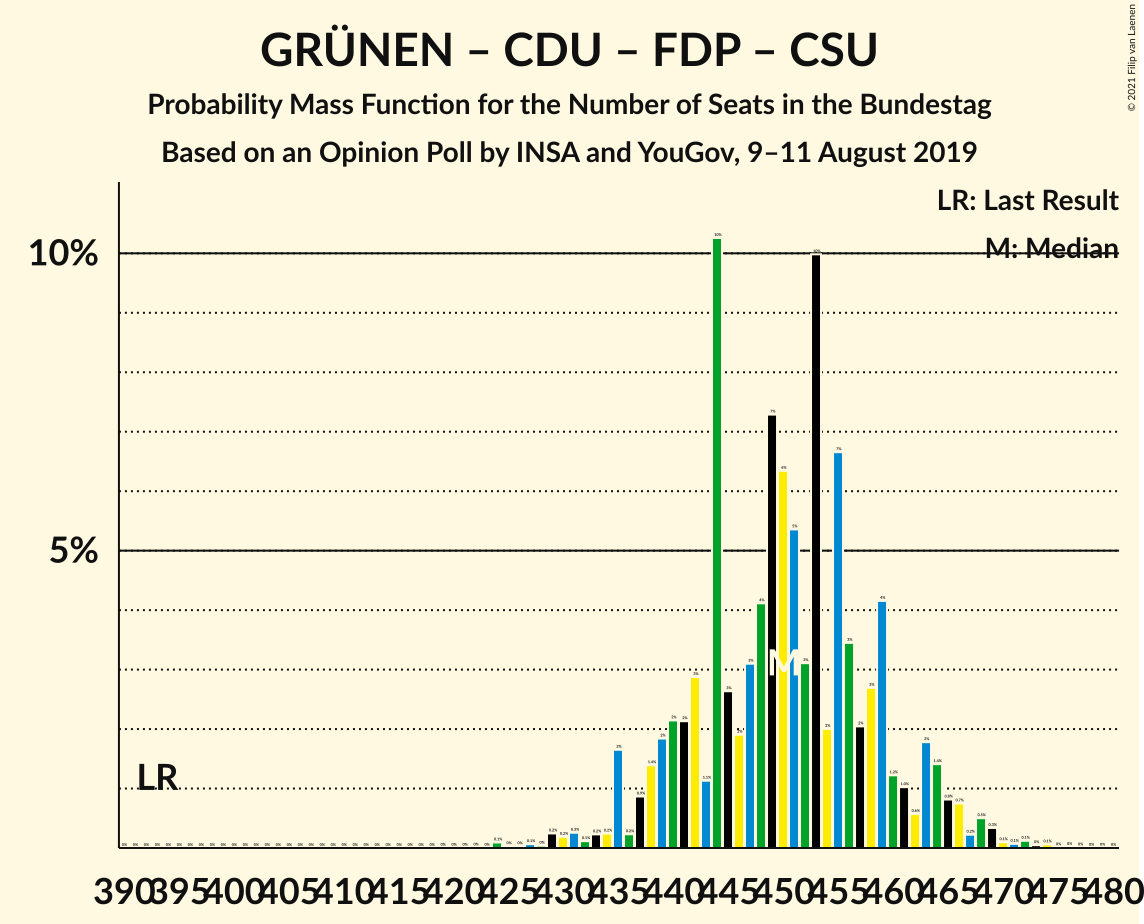 GRÜNEN – CDU – FDP – CSU
Probability Mass Function for the Number of Seats in the Bundestag
Based on an Opinion Poll by INSA and YouGov, 9–11 August 2019
© 2021 Filip van Laenen
LR: Last Result
M: Median
10%
5%
LR
M
390 395 400 405 410 415 420 425 430 435 440 445 450 455 460 465 470 475 480